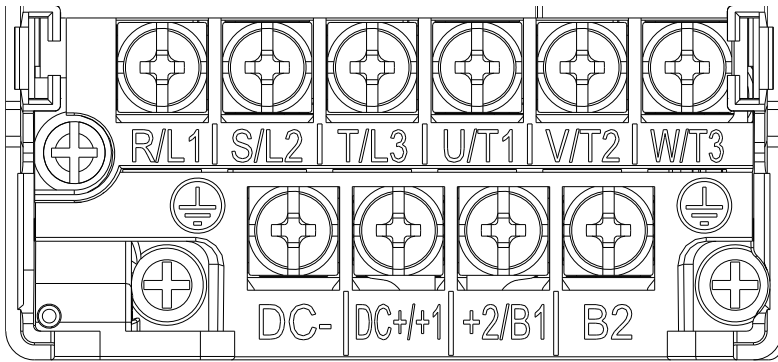 R/L1 S/L2 T/L3 U/T1 V/T2 W/T3
DC- DC+/+1 +2/B1 B2